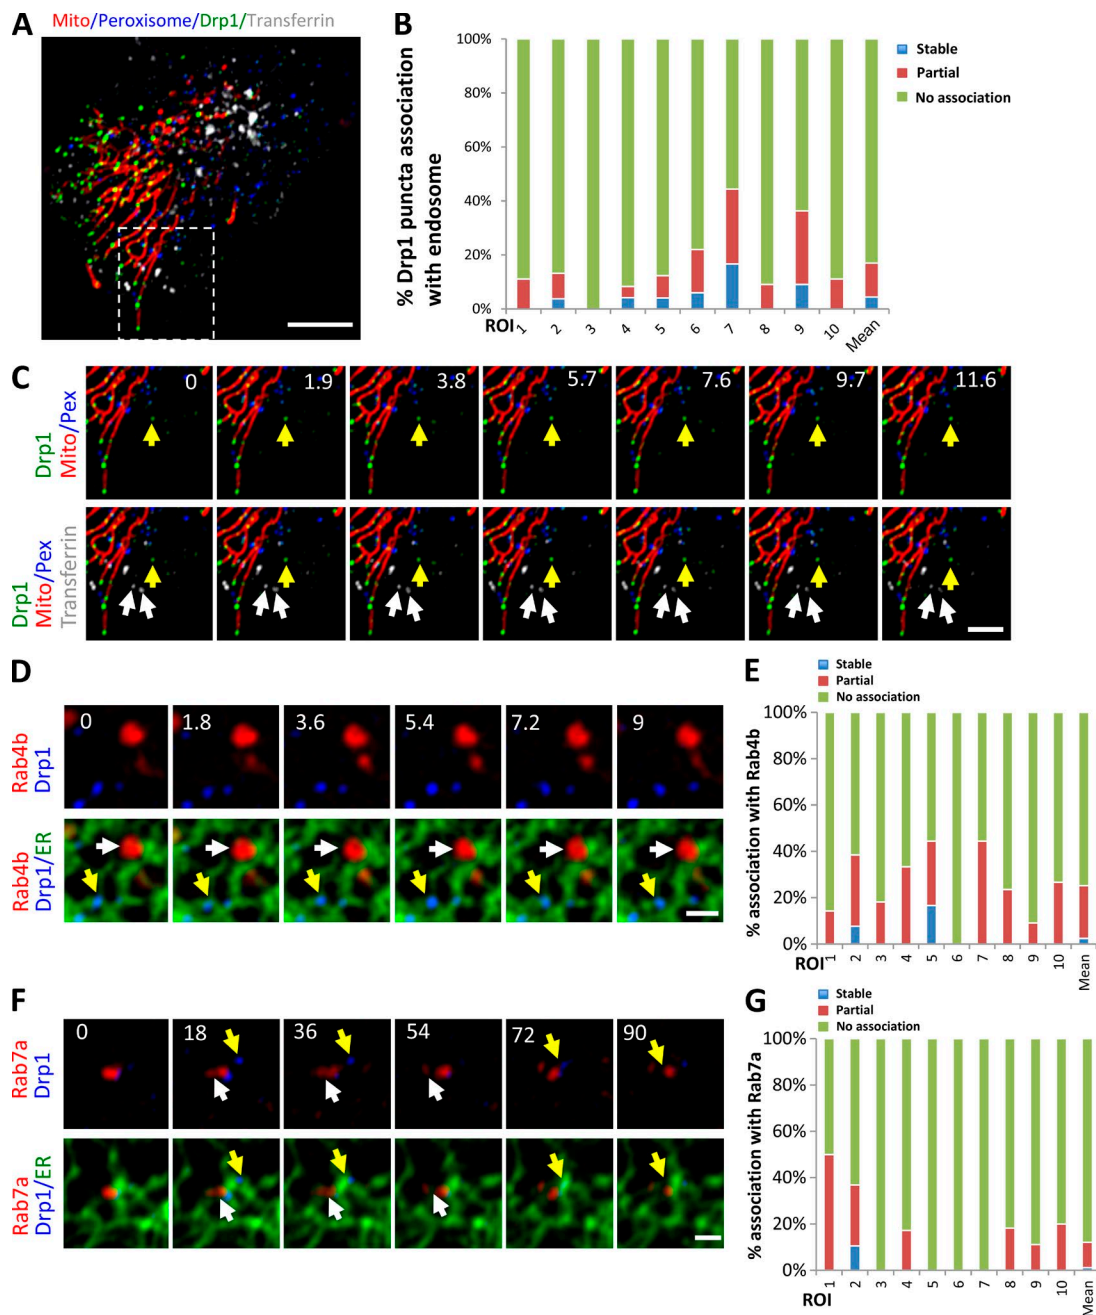 A
Mito/Peroxisome/Drp1/Transferrin
B
% Drp1 puncta association
with endosome
100%
80%
60%
40%
20%
0%
ROI
1
2
3
4
5
6
7
8
9
10
Mean
Stable
Partial
No association
C
Drp1
Mito/Pex
0
1.9
3.8
5.7
7.6
9.7
11.6
Drp1
Mito/Pex
Transferrin
D
Rab4b
Drp1
0
1.8
3.6
5.4
7.2
9
Rab4b
Drp1/ER
E
Stable
Partial
No association
% association with Rab4b
100%
80%
60%
40%
20%
0%
ROI
1
2
3
4
5
6
7
8
9
10
Mean
F
Rab7a
Drp1
0
18
36
54
72
90
Rab7a
Drp1/ER
G
Stable
Partial
No association
% association with Rab7a
100%
80%
60%
40%
20%
0%
ROI
1
2
3
4
5
6
7
8
9
10
Mean